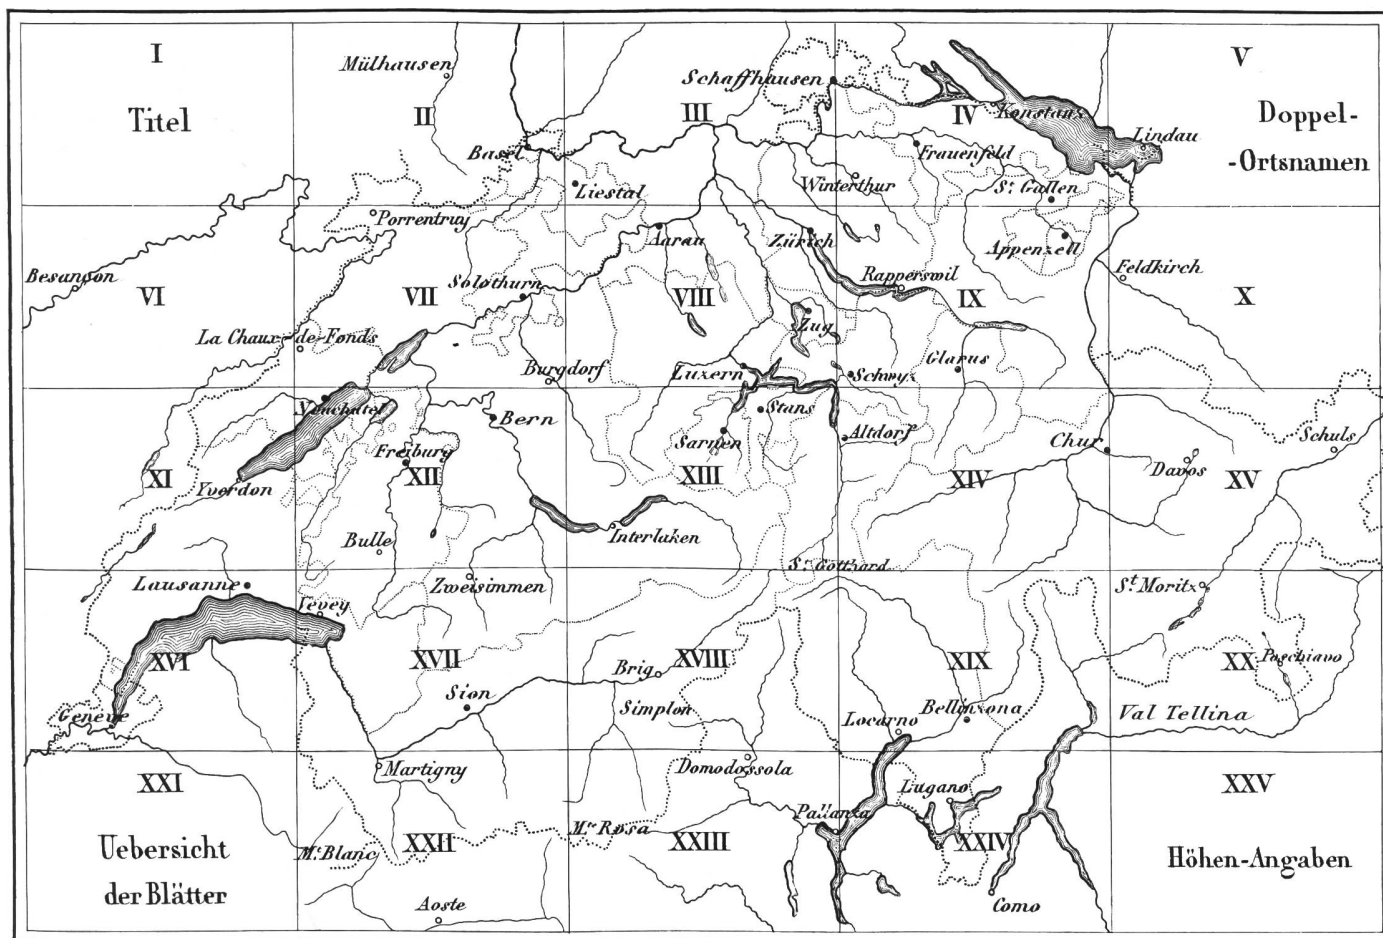 I
Titel
Mülhausen
II
Schaffhausen
III
IV
Konstanz
V
Doppel-
-Ortsnamen
Lindau
Basel
Frauenfeld
Winterthur
St. Gallen
Liestal
Porrentruy
Aarau
Zürich
Appenzell
Besançon
VI
VII
Solothurn
VIII
Rapperswil
IX
Feldkirch
X
La Chaux-de-Fonds
Zug
Burgdorf
Luzern
Schwyz
Glarus
Neuchâtel
Bern
Stans
Sarnen
Altdorf
Chur
Schuls
Freiburg
Davos
XI
Yverdon
XII
XIII
XIV
XV
Bulle
Interlaken
Lausanne
Zweisimmen
St. Gotthard
St. Moritz
Vevey
XVI
XVII
Brig
XVIII
XIX
XX
Poschiavo
Genève
Sion
Simplon
Locarno
Bellinzona
Val Tellina
XXI
Martigny
Domodossola
Lugano
XXV
Pallanza
Uebersicht
der Blätter
Mt. Blanc
XXII
Mte Rosa
XXIII
XXIV
Höhen-Angaben
Aoste
Como